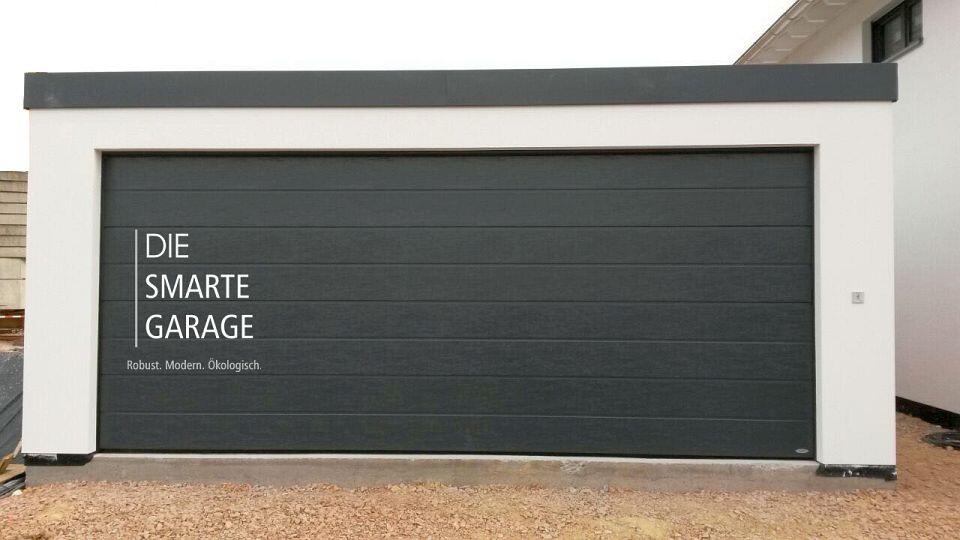 DIE
SMARTE
GARAGE
Robust. Modern. Ökologisch.